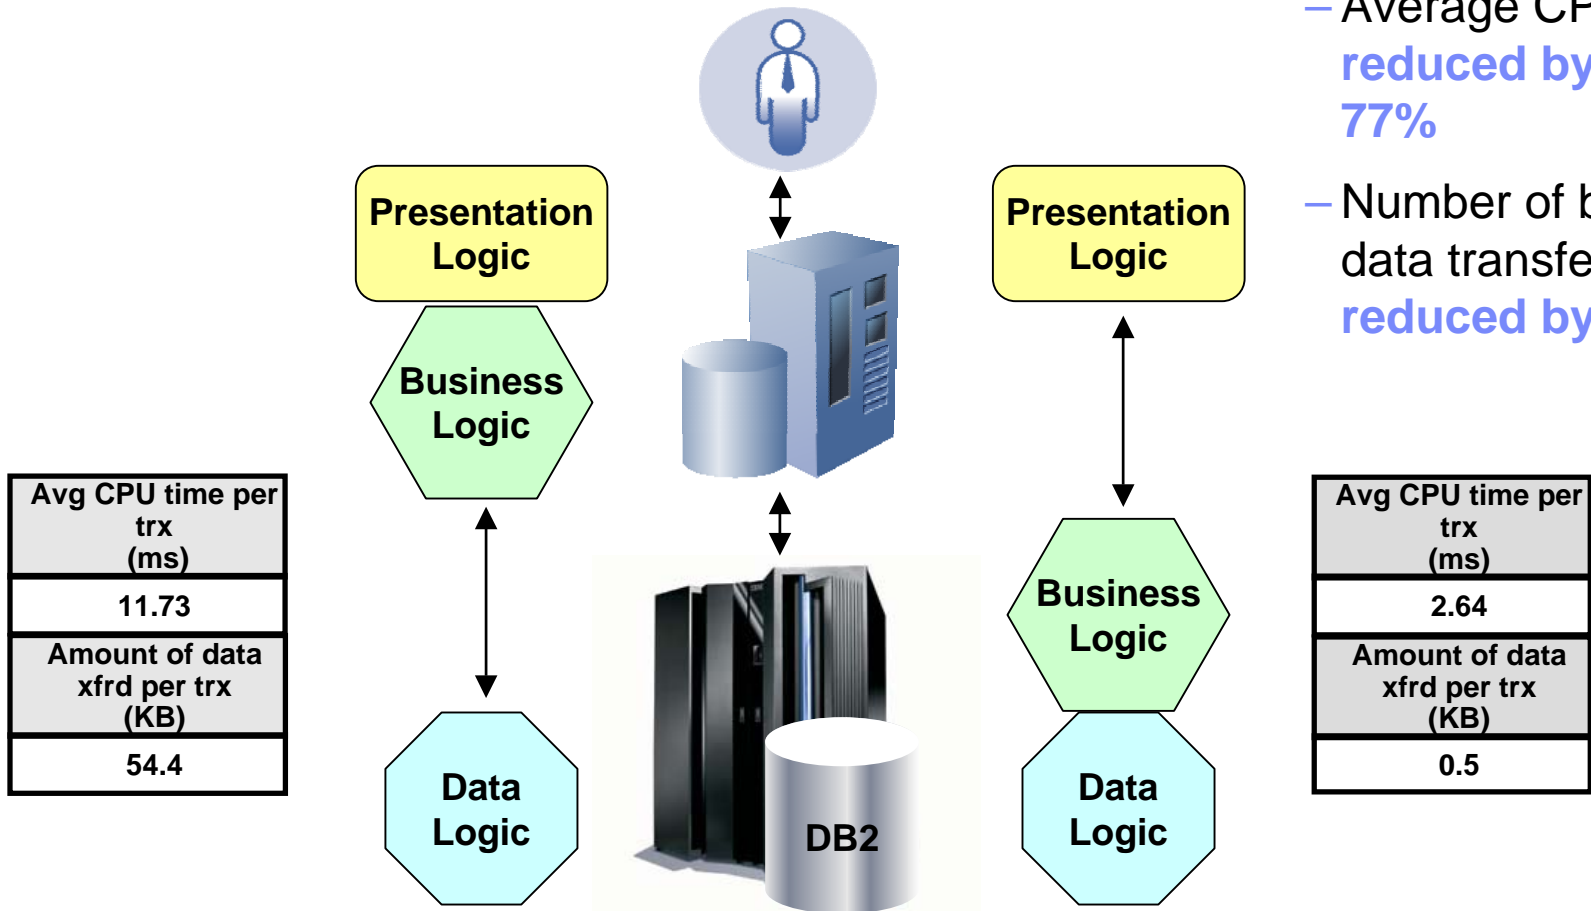 – Average CP
reduced by
77%
– Number of b
data transfe
reduced by
Presentation
Logic
Business
Logic
Data
Logic
Avg CPU time per
trx
(ms)
11.73
Amount of data
xfrd per trx
(KB)
54.4
DB2
Presentation
Logic
Business
Logic
Data
Logic
Avg CPU time per
trx
(ms)
2.64
Amount of data
xfrd per trx
(KB)
0.5